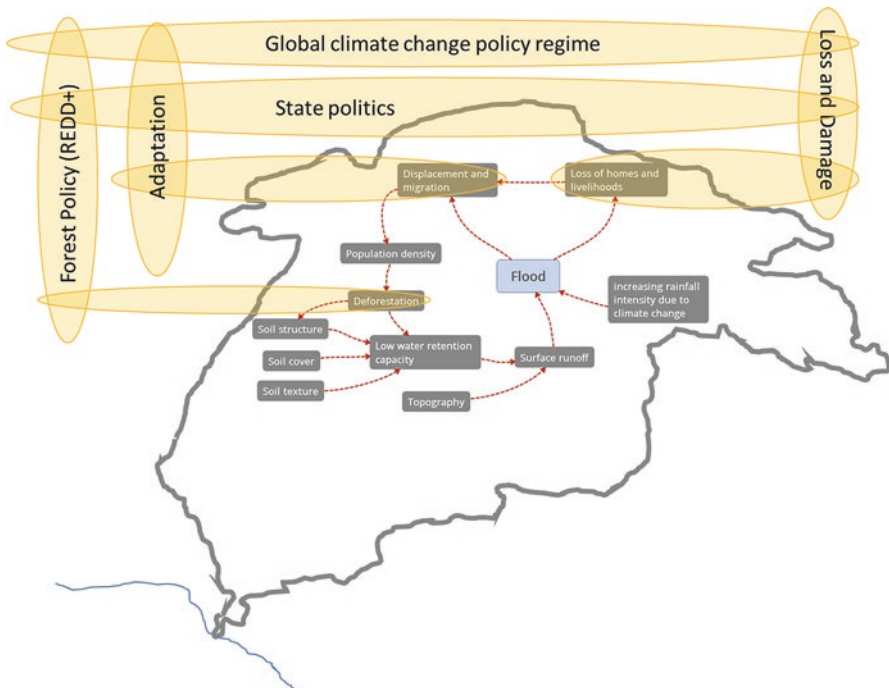 Global climate change policy regime
State politics
Forest Policy (REDD+)
Adaptation
Loss and Damage
Displacement and
migration
Loss of homes and
livelihoods
Population density
Flood
increasing rainfall
intensity due to
climate change
Deforestation
Soil structure
Low water retention
capacity
Surface runoff
Soil cover
Soil texture
Topography